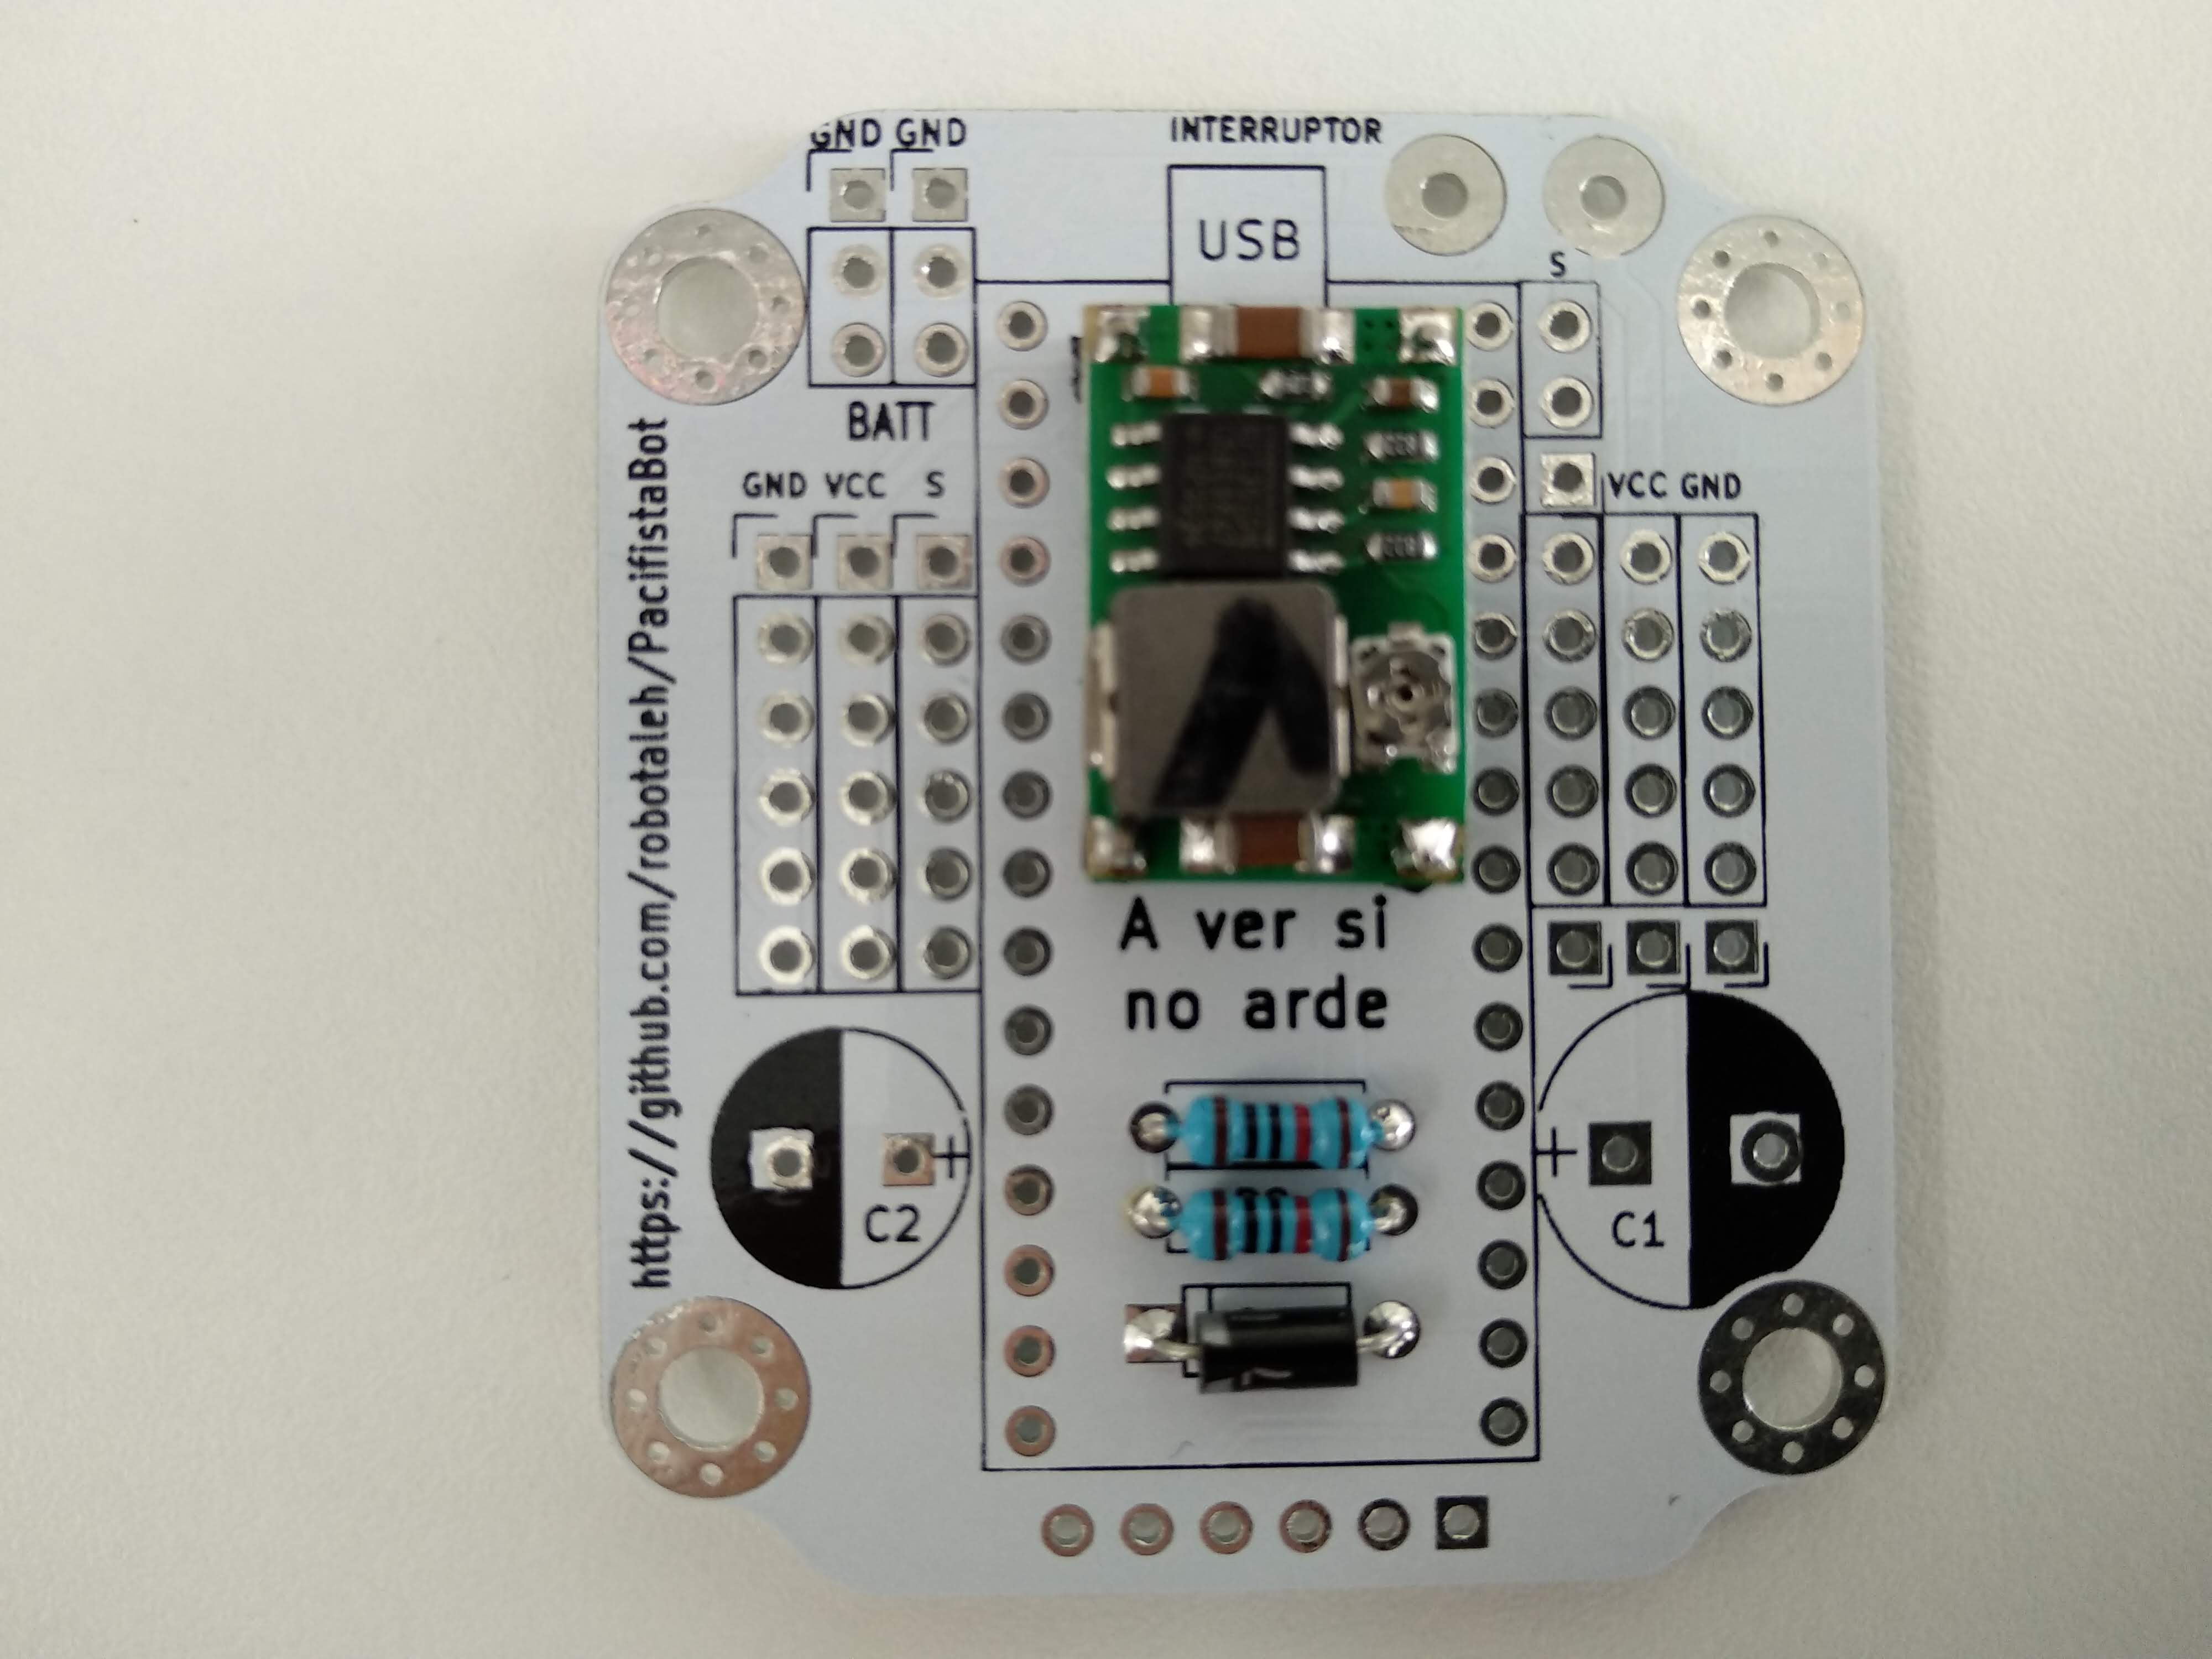 GND GND
INTERRUPTOR
USB
S
BATT
GND VCC S
VCC GND
https://github.com/robotaleh/PacifistaBot
A ver si
no arde
+
C2
+
C1